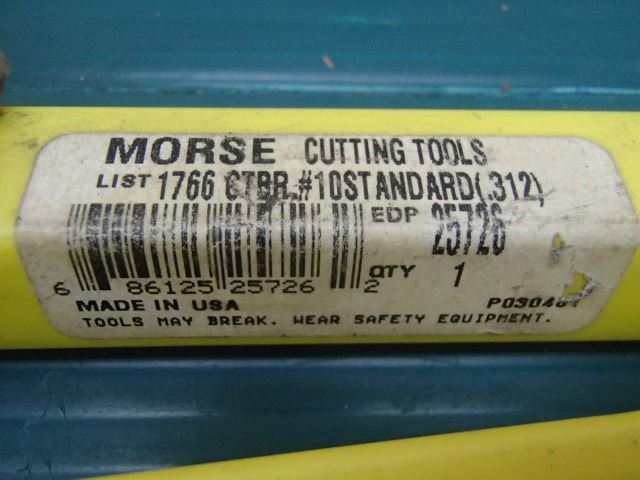 MORSE CUTTING TOOLS
LIST 1766 CTBR.#10STANDARD(.312)
EDP 25726
6 86125 25726 2
QTY 1
MADE IN USA
TOOLS MAY BREAK. WEAR SAFETY EQUIPMENT.